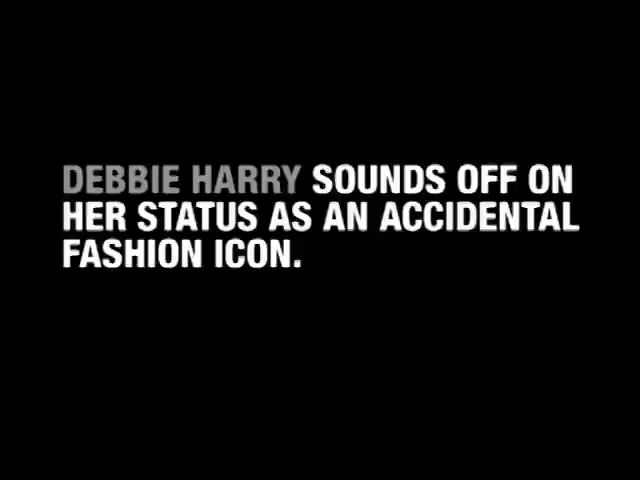 DEBBIE HARRY SOUNDS OFF ON
HER STATUS AS AN ACCIDENTAL
FASHION ICON.